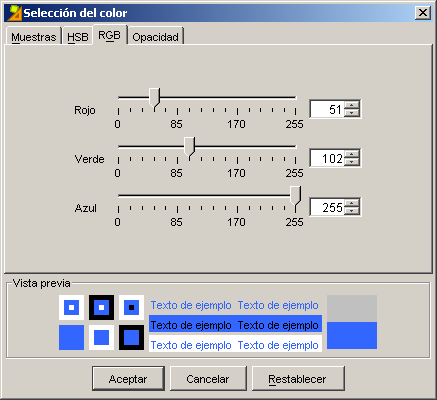 Selección del color
Muestras HSB RGB Opacidad
Rojo 51
0 85 170 255
Verde 102
0 85 170 255
Azul 255
0 85 170 255
Vista previa
Texto de ejemplo Texto de ejemplo
Texto de ejemplo Texto de ejemplo
Texto de ejemplo Texto de ejemplo
Aceptar Cancelar Restablecer